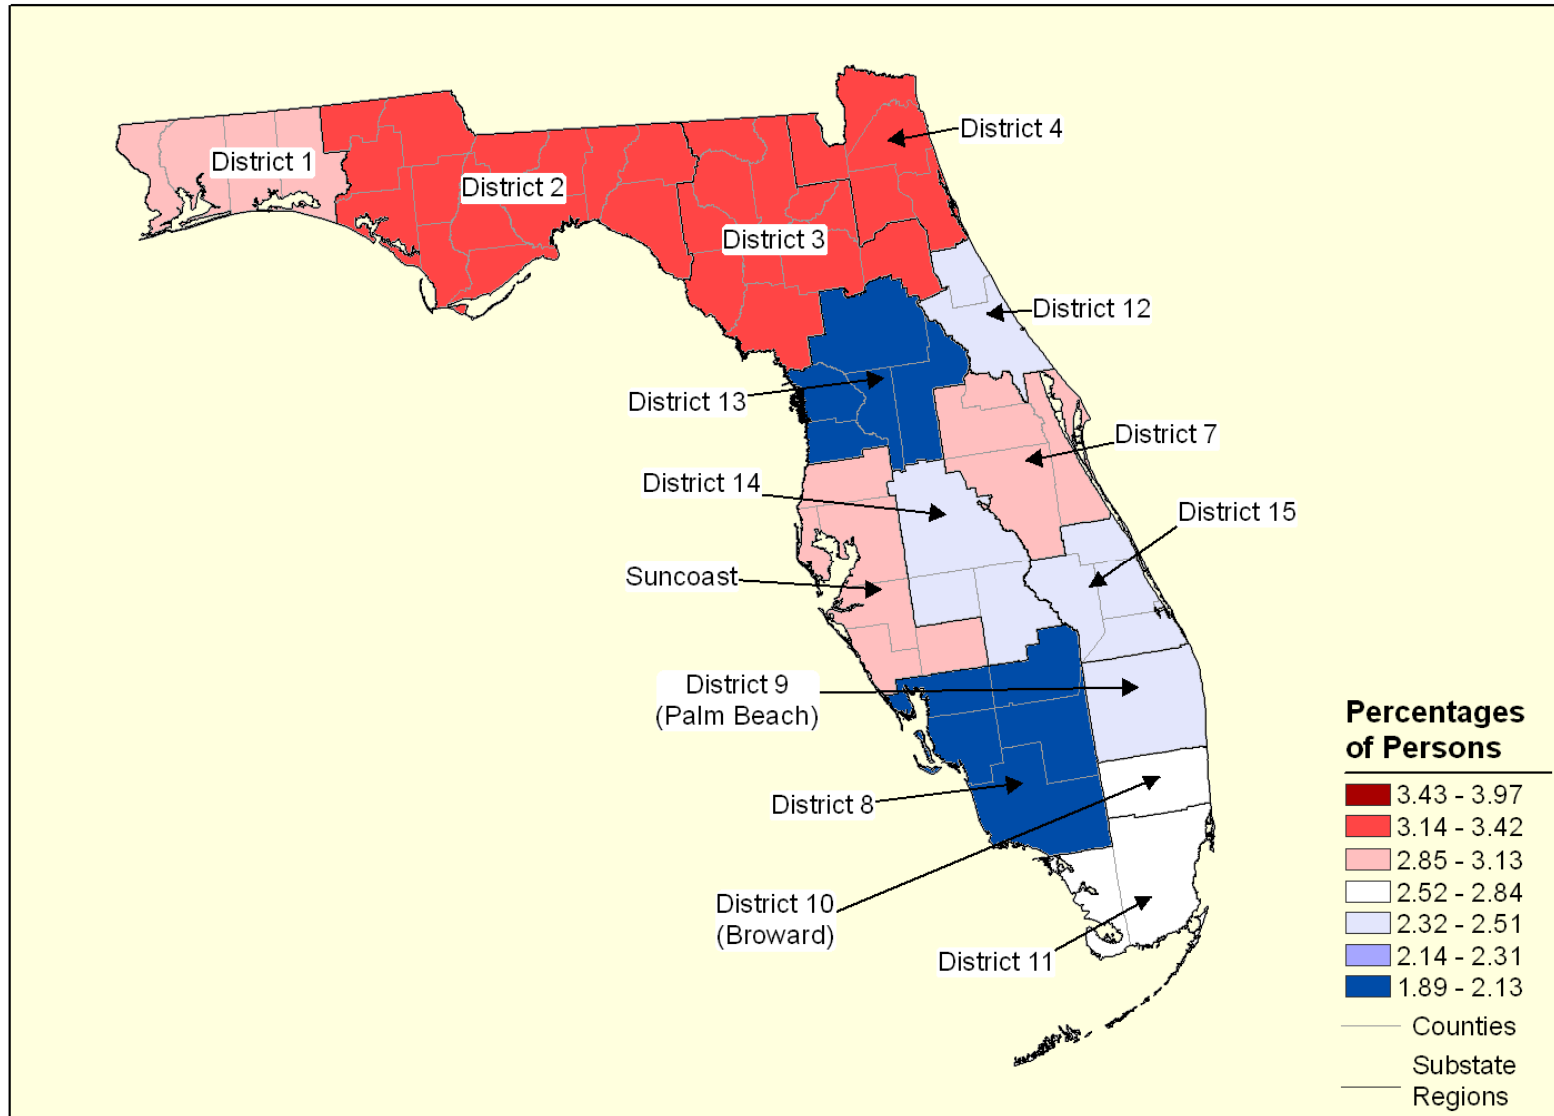 District 4
District 1
District 2
District 3
District 12
District 13
District 7
District 14
District 15
Suncoast
District 9
(Palm Beach)
District 8
District 10
(Broward)
District 11
Percentages
of Persons
3.43 - 3.97
3.14 - 3.42
2.85 - 3.13
2.52 - 2.84
2.32 - 2.51
2.14 - 2.31
1.89 - 2.13
Counties
Substate
Regions